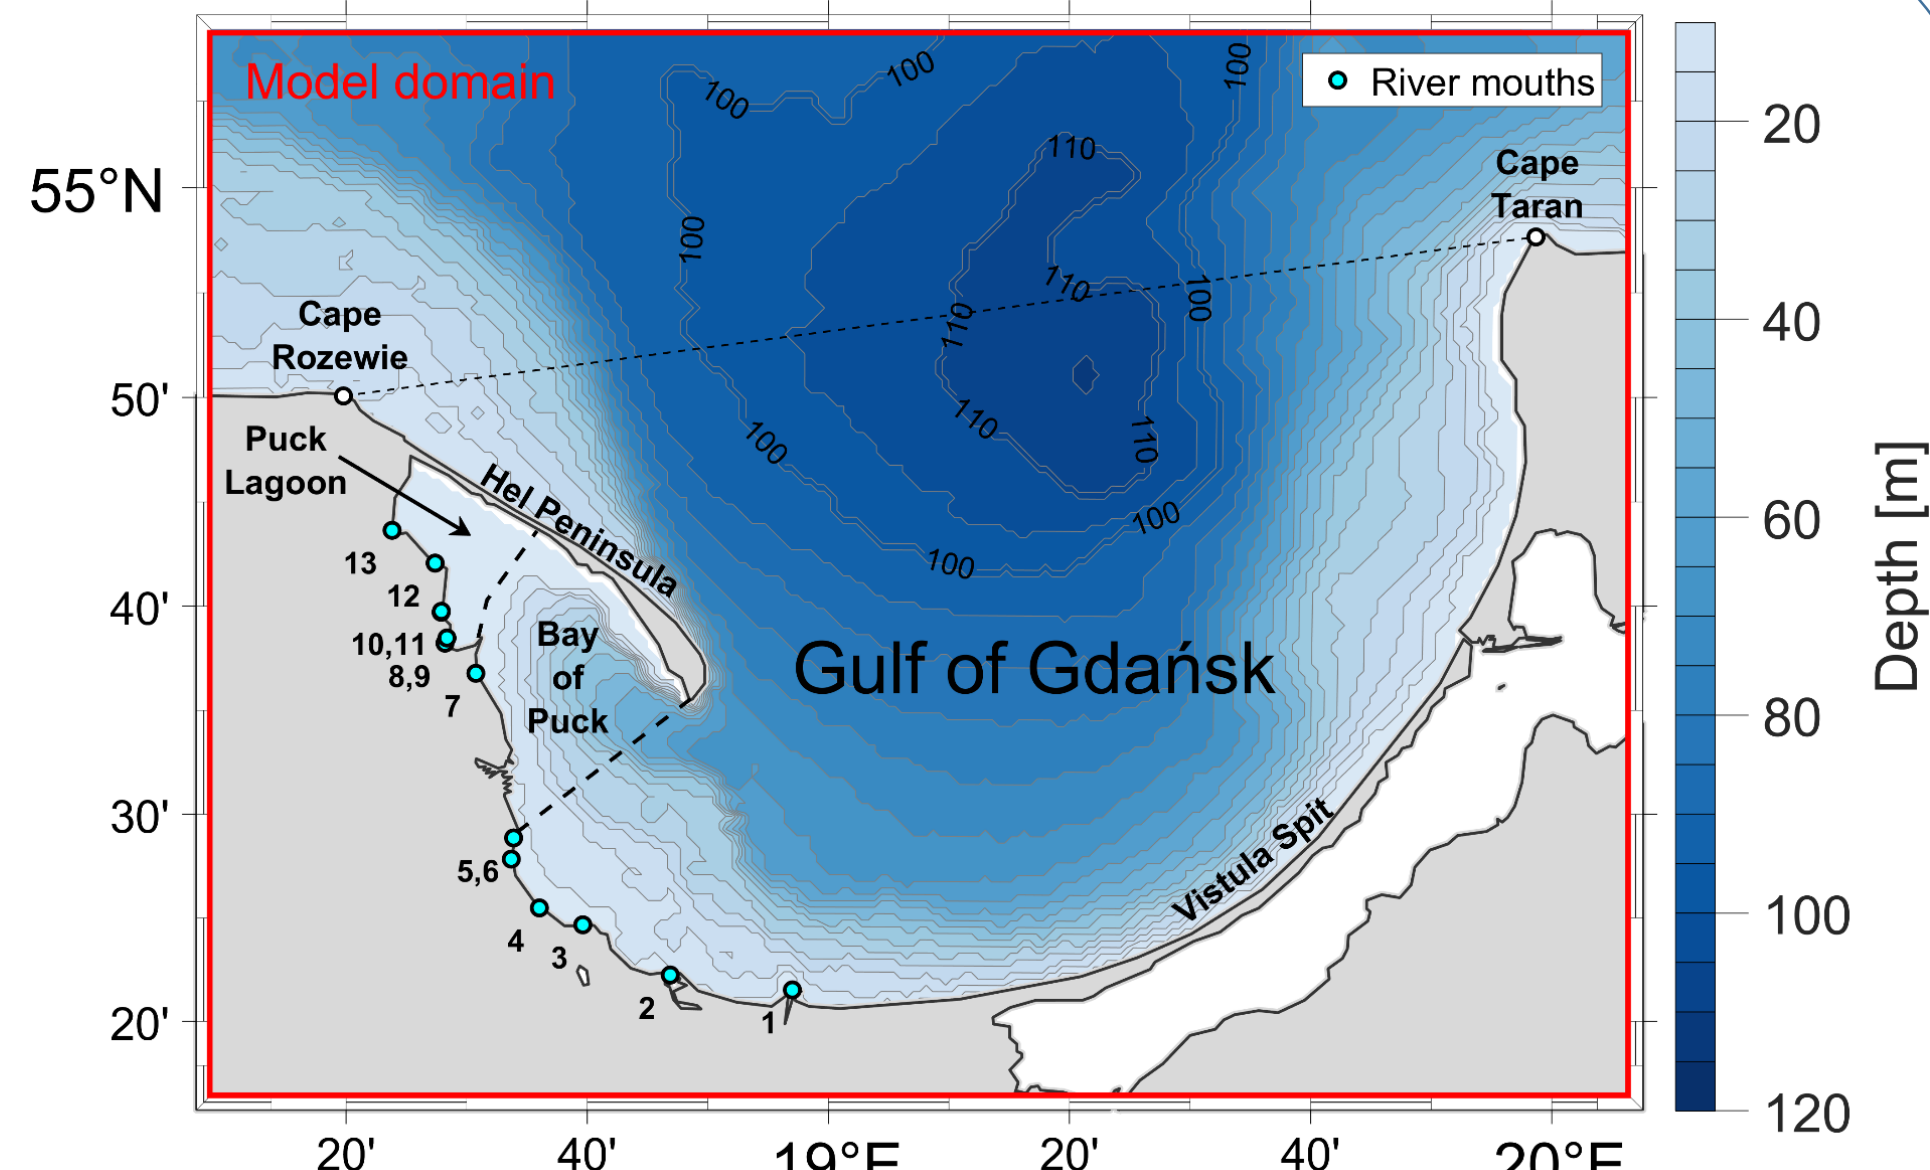 Model domain
River mouths
100
100
100
110
Cape
Taran
55°N
100
110
110
100
Cape
Rozewie
50'
110
100
110
Puck
Lagoon
Hel Peninsula
100
100
13
12
10,11
8,9
7
40'
Bay
of
Puck
Gulf of Gdańsk
30'
Vistula Spit
5,6
4
3
2
1
20'
20'
40'
19°E
20'
40'
20°E
20
40
60
80
100
120
Depth [m]